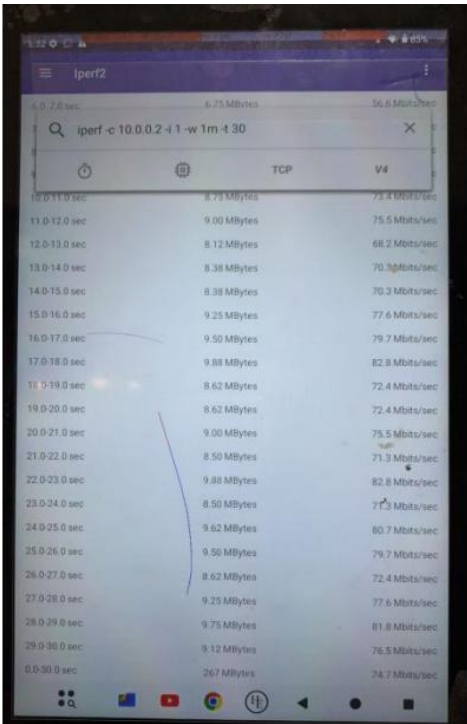 5:32 85%
Iperf2
6.0-7.0 sec 6.75 MBytes 56.6 Mbits/sec
iperf -c 10.0.0.2 -i 1 -w 1m -t 30
TCP V4
10.0-11.0 sec 8.75 MBytes 73.4 Mbits/sec
11.0-12.0 sec 9.00 MBytes 75.5 Mbits/sec
12.0-13.0 sec 8.12 MBytes 68.2 Mbits/sec
13.0-14.0 sec 8.38 MBytes 70.3 Mbits/sec
14.0-15.0 sec 8.38 MBytes 70.3 Mbits/sec
15.0-16.0 sec 9.25 MBytes 77.6 Mbits/sec
16.0-17.0 sec 9.50 MBytes 79.7 Mbits/sec
17.0-18.0 sec 9.88 MBytes 82.8 Mbits/sec
18.0-19.0 sec 8.62 MBytes 72.4 Mbits/sec
19.0-20.0 sec 8.62 MBytes 72.4 Mbits/sec
20.0-21.0 sec 9.00 MBytes 75.5 Mbits/sec
21.0-22.0 sec 8.50 MBytes 71.3 Mbits/sec
22.0-23.0 sec 9.88 MBytes 82.8 Mbits/sec
23.0-24.0 sec 8.50 MBytes 71.3 Mbits/sec
24.0-25.0 sec 9.62 MBytes 80.7 Mbits/sec
25.0-26.0 sec 9.50 MBytes 79.7 Mbits/sec
26.0-27.0 sec 8.62 MBytes 72.4 Mbits/sec
27.0-28.0 sec 9.25 MBytes 77.6 Mbits/sec
28.0-29.0 sec 9.75 MBytes 81.8 Mbits/sec
29.0-30.0 sec 9.12 MBytes 76.5 Mbits/sec
0.0-30.0 sec 267 MBytes 74.7 Mbits/sec